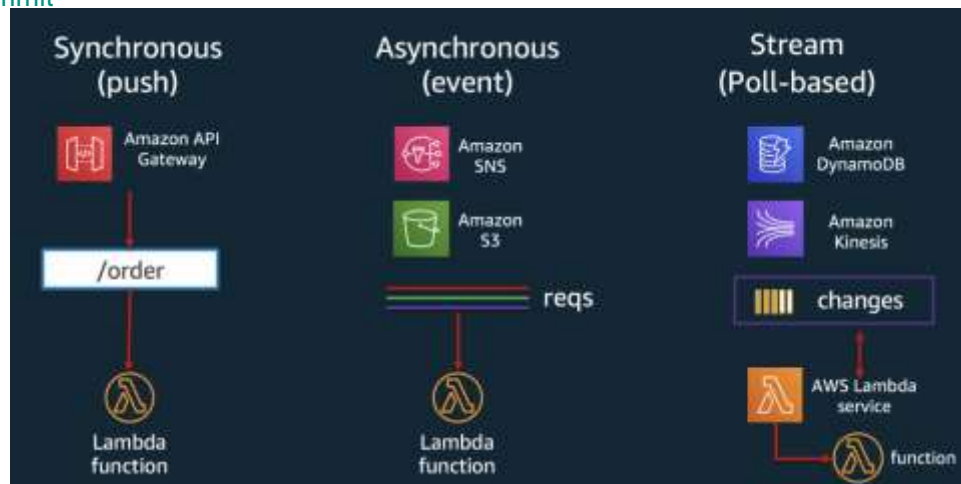 Synchronous
(push)
Amazon API
Gateway
/order
Lambda
function
Asynchronous
(event)
Amazon
SNS
Amazon
S3
reqs
Lambda
function
Stream
(Poll-based)
Amazon
DynamoDB
Amazon
Kinesis
changes
AWS Lambda
service
function